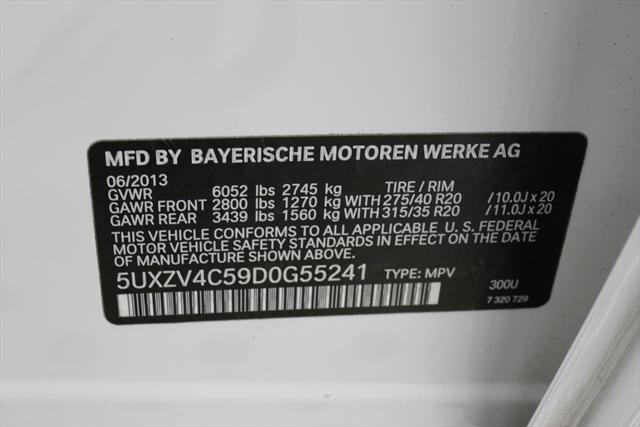 MFD BY BAYERISCHE MOTOREN WERKE AG
06/2013
GVWR 6052 lbs 2745 kg TIRE / RIM
GAWR FRONT 2800 lbs 1270 kg WITH 275/40 R20 /10.0J x 20
GAWR REAR 3439 lbs 1560 kg WITH 315/35 R20 /11.0J x 20
THIS VEHICLE CONFORMS TO ALL APPLICABLE U. S. FEDERAL
MOTOR VEHICLE SAFETY STANDARDS IN EFFECT ON THE
DATE OF MANUFACTURE SHOWN ABOVE.
5UXZV4C59D0G55241 TYPE: MPV
300U
7 320 729